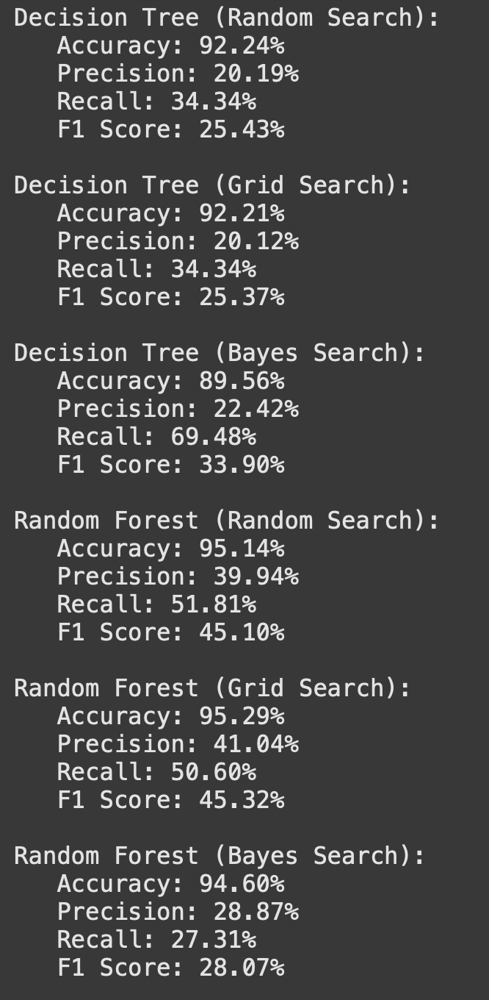 Decision Tree (Random Search):
Accuracy: 92.24%
Precision: 20.19%
Recall: 34.34%
F1 Score: 25.43%
Decision Tree (Grid Search):
Accuracy: 92.21%
Precision: 20.12%
Recall: 34.34%
F1 Score: 25.37%
Decision Tree (Bayes Search):
Accuracy: 89.56%
Precision: 22.42%
Recall: 69.48%
F1 Score: 33.90%
Random Forest (Random Search):
Accuracy: 95.14%
Precision: 39.94%
Recall: 51.81%
F1 Score: 45.10%
Random Forest (Grid Search):
Accuracy: 95.29%
Precision: 41.04%
Recall: 50.60%
F1 Score: 45.32%
Random Forest (Bayes Search):
Accuracy: 94.60%
Precision: 28.87%
Recall: 27.31%
F1 Score: 28.07%